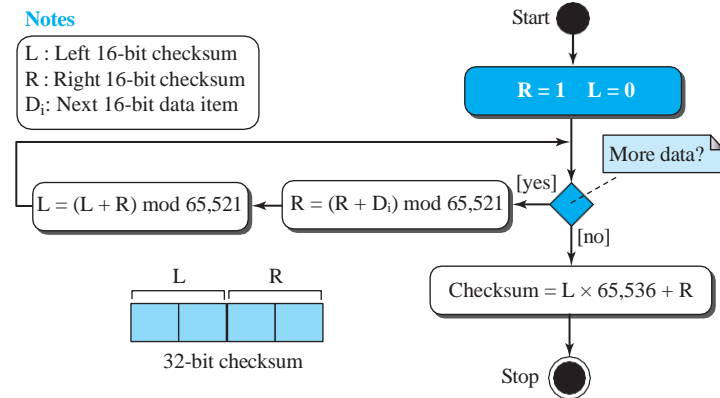 Notes
L : Left 16-bit checksum
R : Right 16-bit checksum
Dᵢ: Next 16-bit data item
Start
R = 1 L = 0
More data?
[yes]
R = (R + Dᵢ) mod 65,521
L = (L + R) mod 65,521
[no]
Checksum = L × 65,536 + R
L R
32-bit checksum
Stop